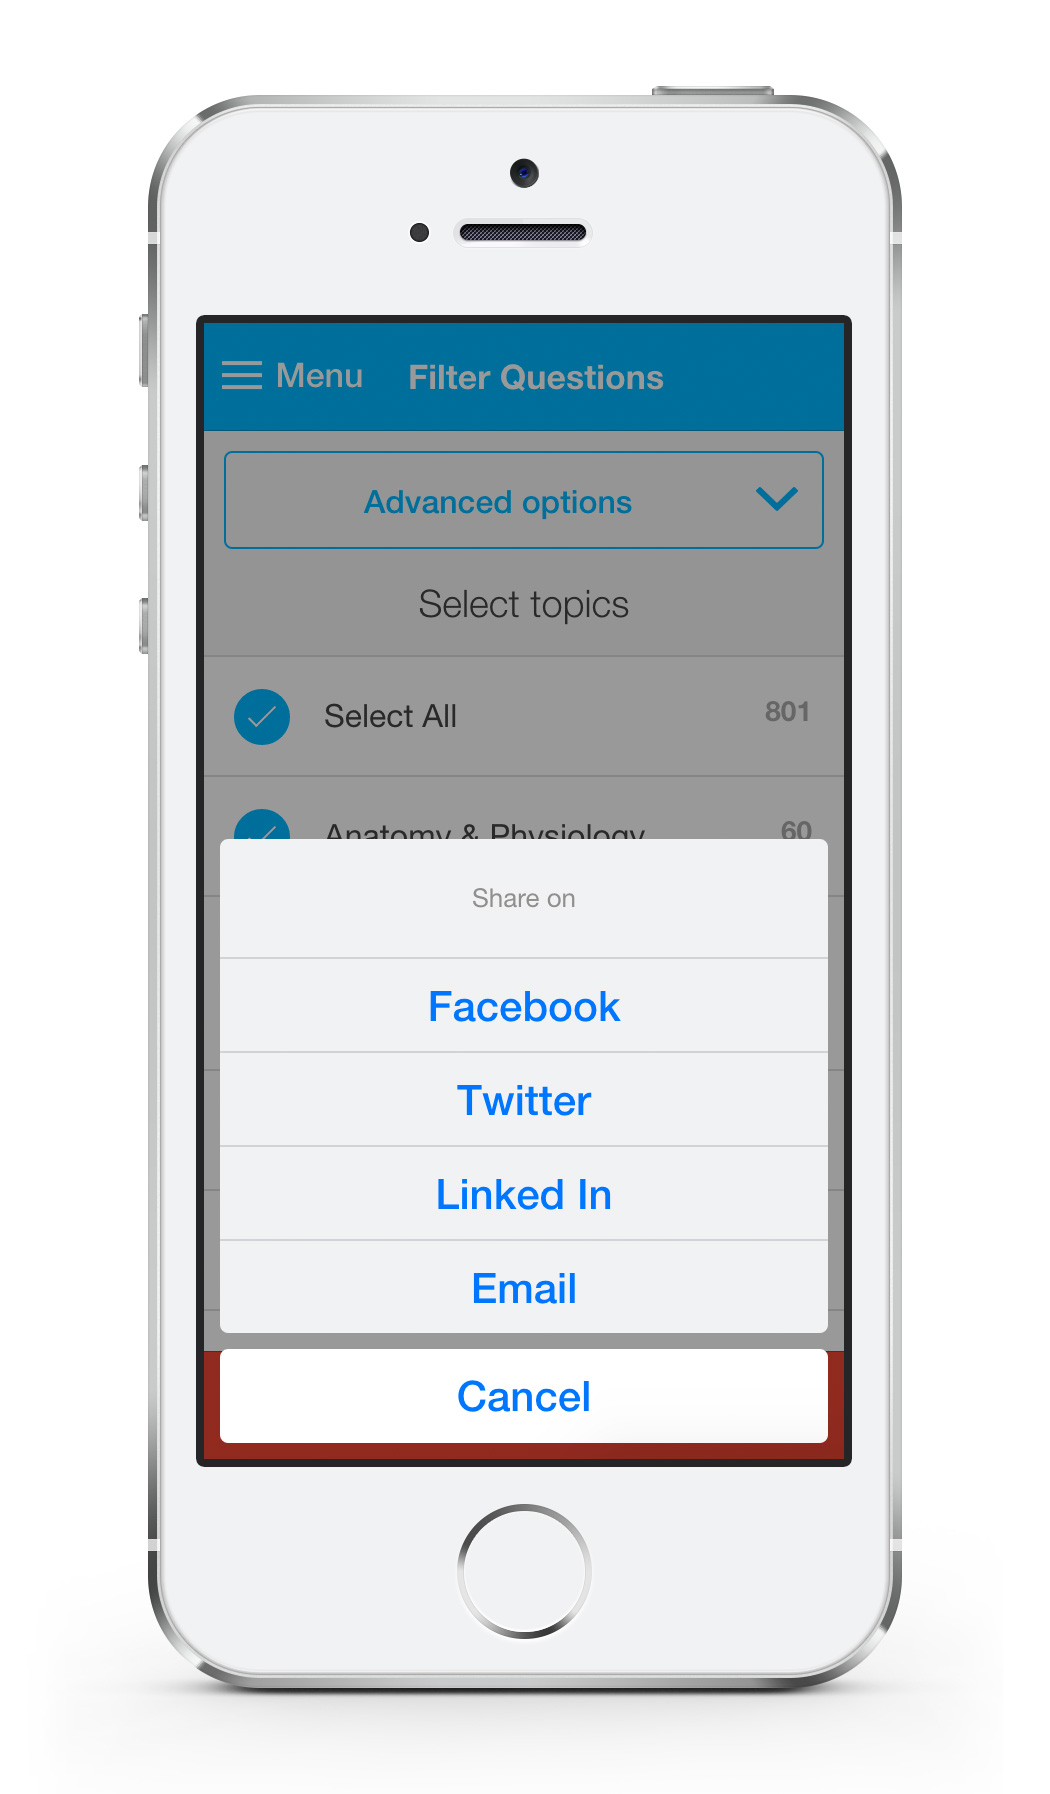 Menu
Filter Questions
Advanced options
Select topics
Select All
801
Anatomy & Physiology
60
Share on
Facebook
Twitter
Linked In
Email
Cancel